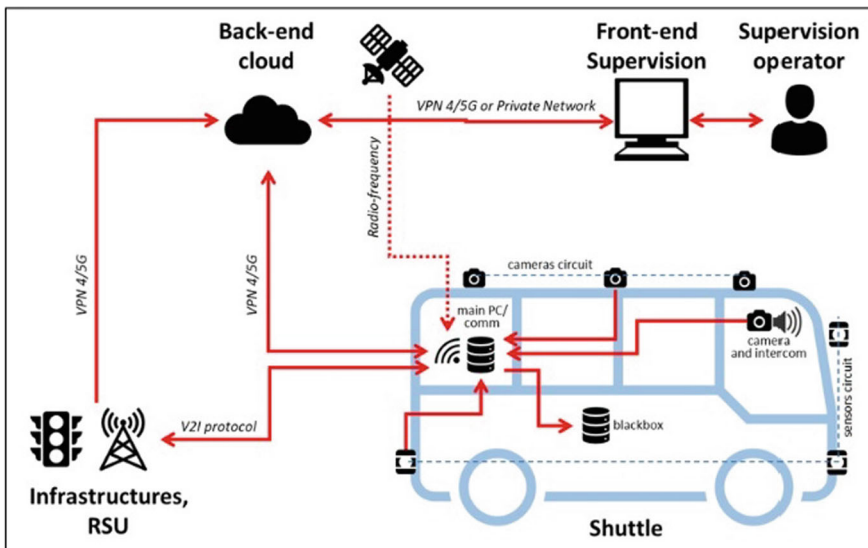 Back-end
cloud
Front-end
Supervision
Supervision
operator
VPN 4/5G or Private Network
Radio-frequency
VPN 4/5G
VPN 4/5G
cameras circuit
main PC/
comm
camera
and intercom
sensors circuit
V2I protocol
blackbox
Infrastructures,
RSU
Shuttle